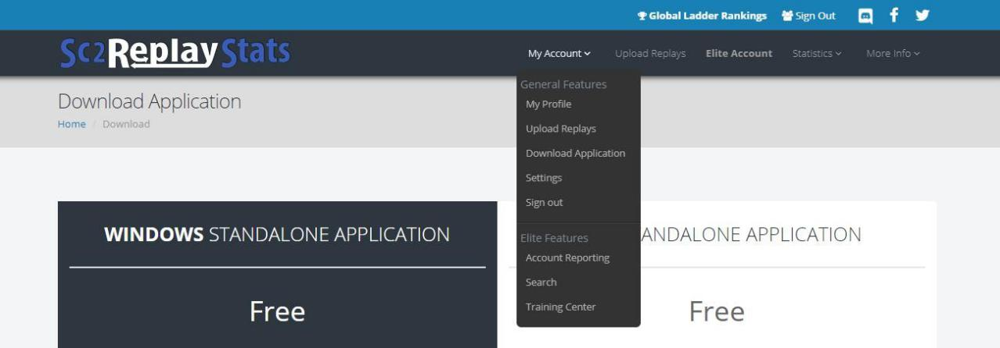 Global Ladder Rankings Sign Out
Sc2ReplayStats
My Account Upload Replays Elite Account Statistics More Info
Download Application
Home / Download
General Features
My Profile
Upload Replays
Download Application
Settings
Sign out
Elite Features
Account Reporting
Search
Training Center
WINDOWS STANDALONE APPLICATION
Free
ANDALONE APPLICATION
Free